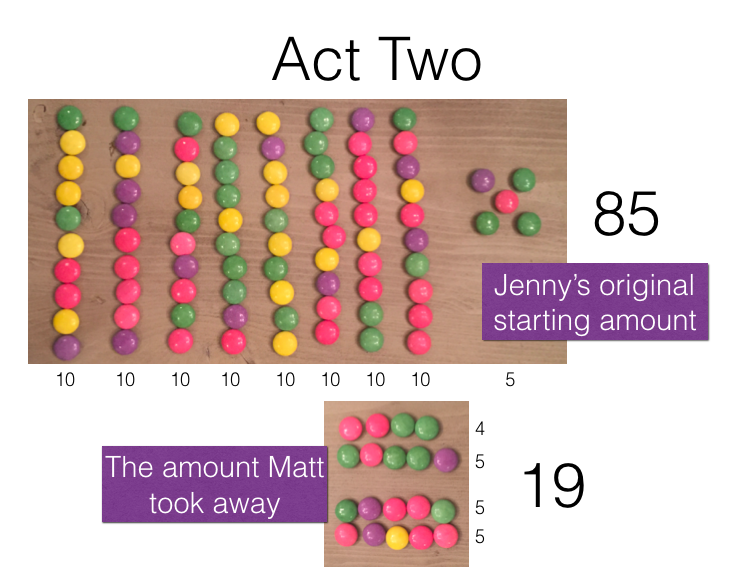 Act Two
85
Jenny's original
starting amount
10 10 10 10 10 10 10 10 5
The amount Matt
took away
4
5
19
5
5